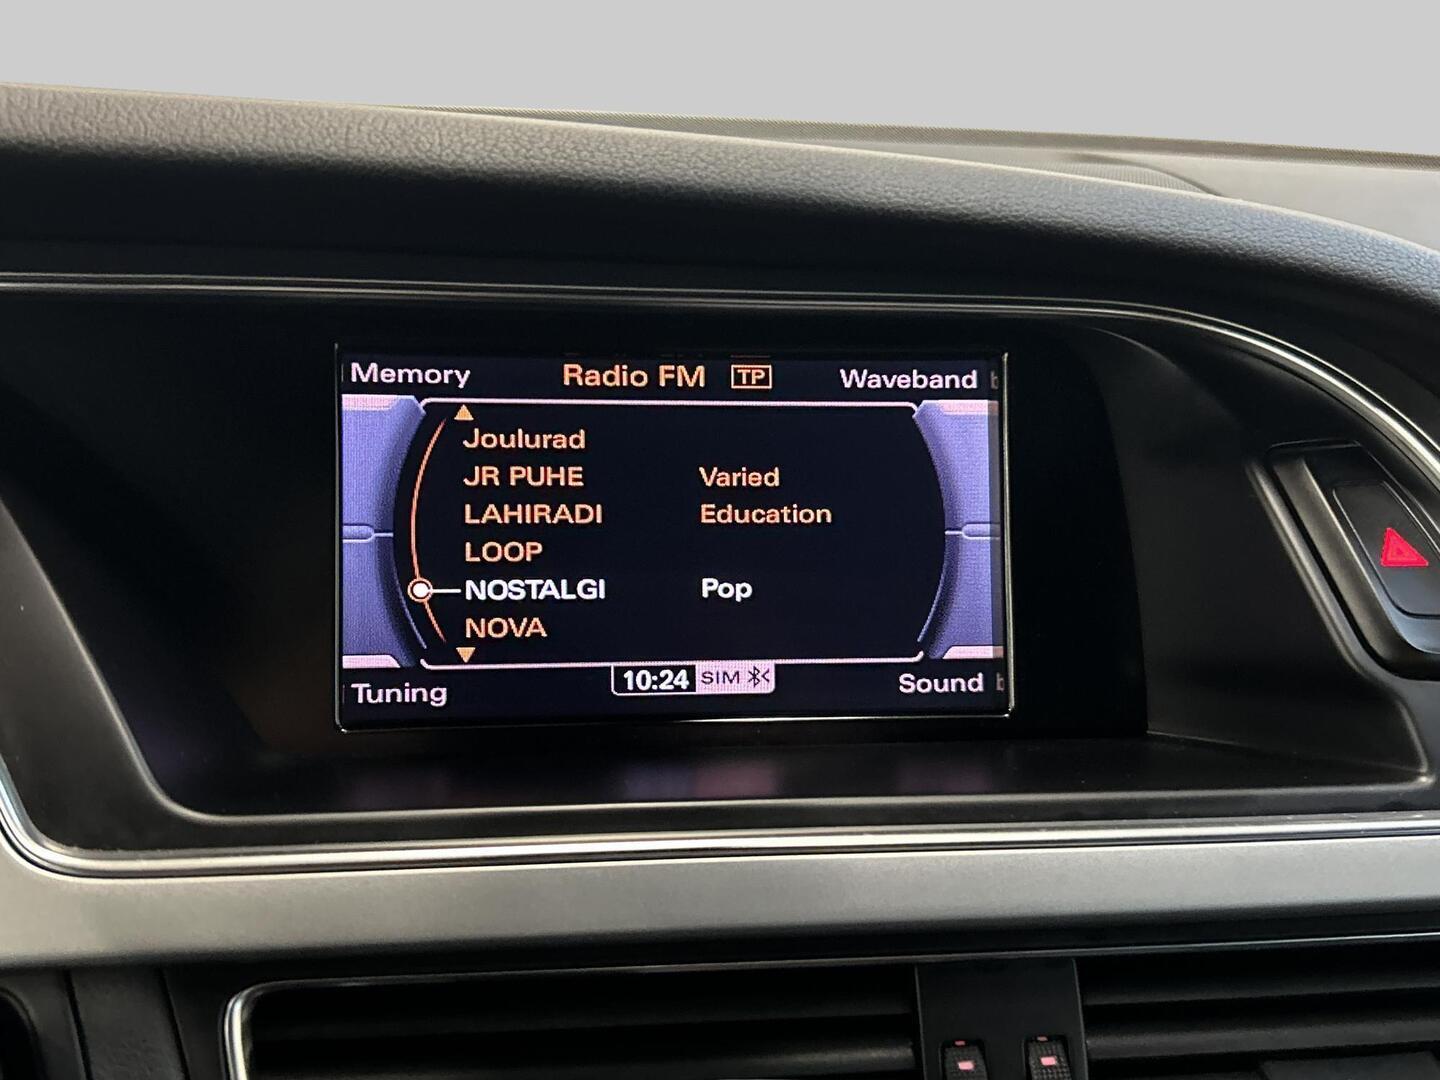 Memory Radio FM TP Waveband
Joulurad
JR PUHE Varied
LAHIRADI Education
LOOP
NOSTALGI Pop
NOVA
Tuning 10:24 SIM Sound